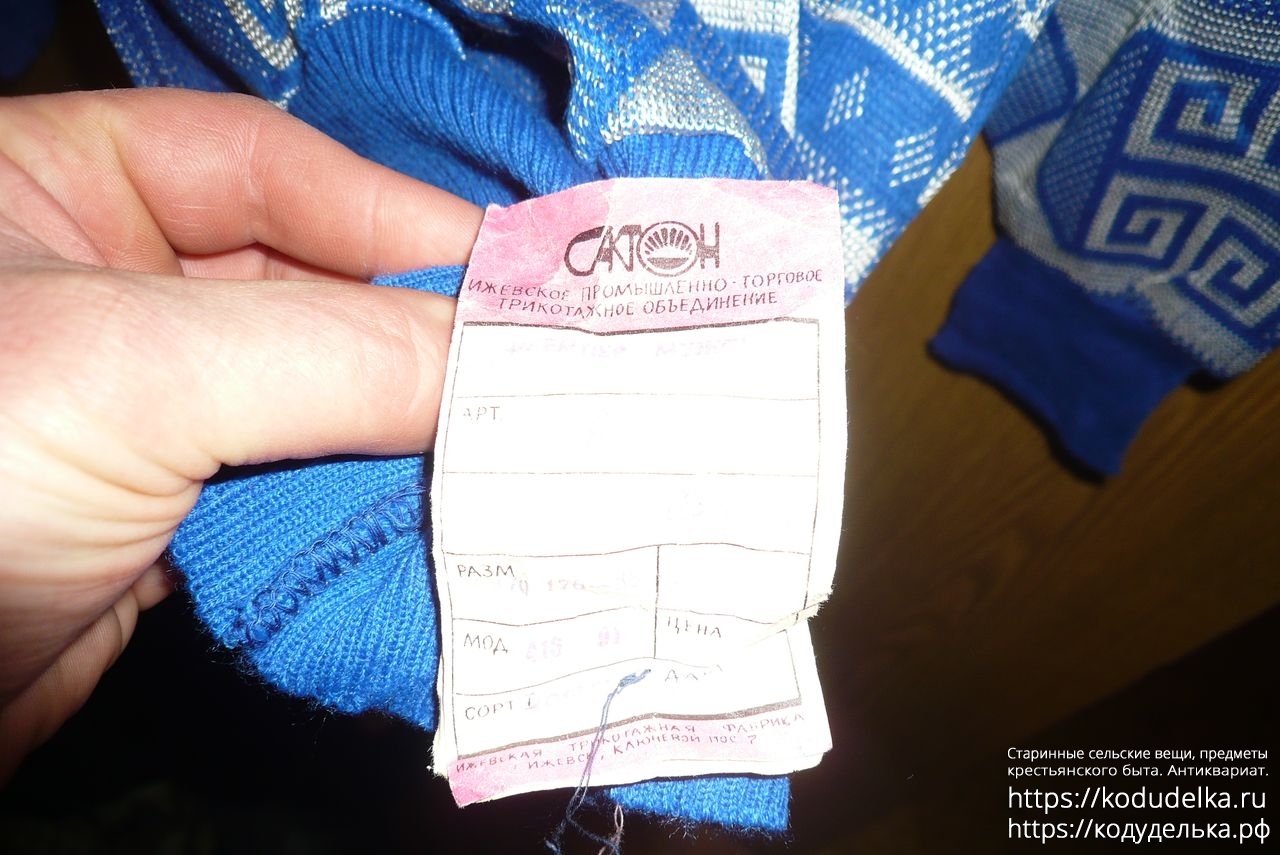 САКТОН
ИЖЕВСКОЕ ПРОМЫШЛЕННО-ТОРГОВОЕ
ТРИКОТАЖНОЕ ОБЪЕДИНЕНИЕ
АРТ.
РАЗМ
МОД
ЦЕНА
СОРТ
ИЖЕВСКАЯ ТРИКОТАЖНАЯ ФАБРИКА
Г. ИЖЕВСК, КЛЮЧЕВОЙ ПОС. 7
Старинные сельские вещи, предметы
крестьянского быта. Антиквариат.
https://kodudelka.ru
https://кодуделька.рф